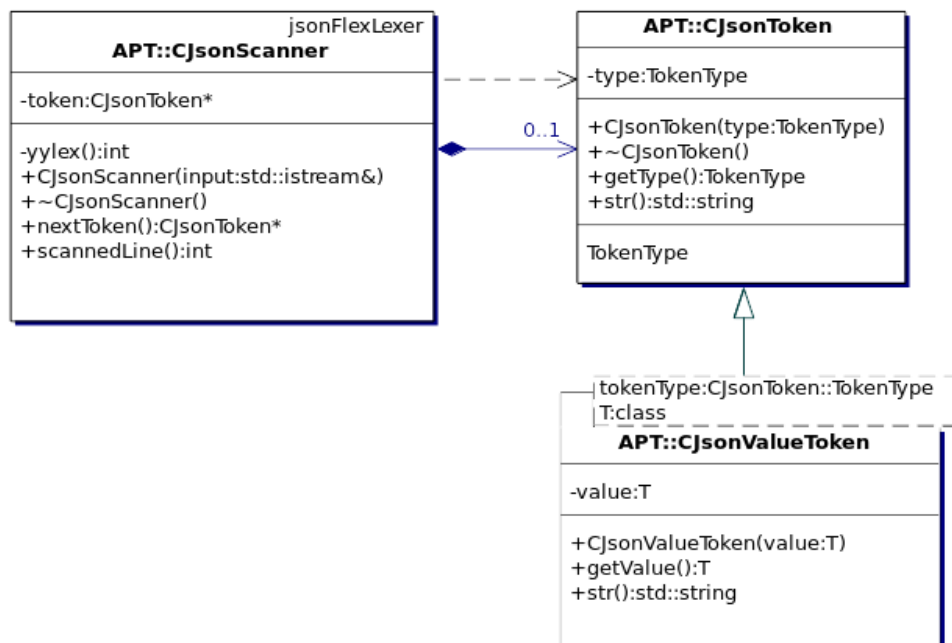 jsonFlexLexer
APT::CJsonScanner
-token:CJsonToken*
-yylex():int
+CJsonScanner(input:std::istream&)
+~CJsonScanner()
+nextToken():CJsonToken*
+scannedLine():int
0..1
APT::CJsonToken
-type:TokenType
+CJsonToken(type:TokenType)
+~CJsonToken()
+getType():TokenType
+str():std::string
TokenType
tokenType:CJsonToken::TokenType
T:class
APT::CJsonValueToken
-value:T
+CJsonValueToken(value:T)
+getValue():T
+str():std::string